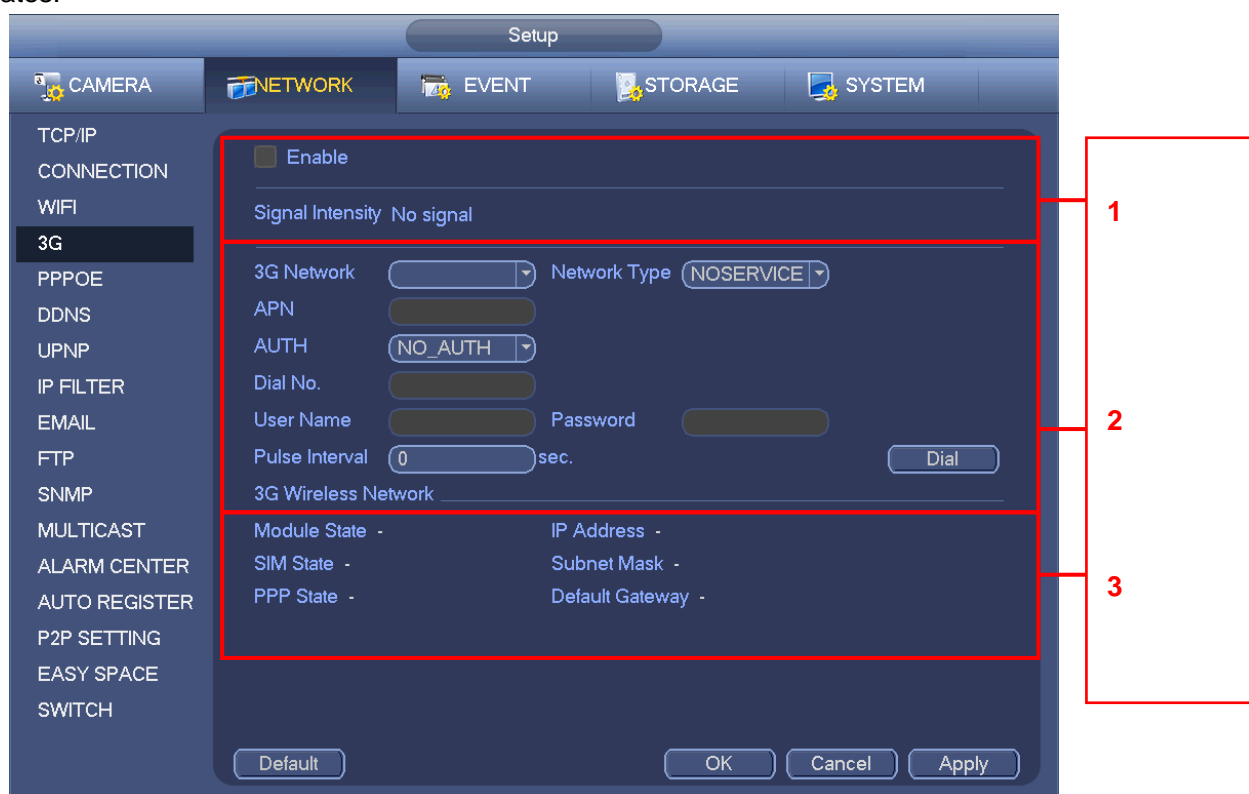 Setup
CAMERA NETWORK EVENT STORAGE SYSTEM
TCP/IP
CONNECTION
WIFI
3G
PPPOE
DDNS
UPNP
IP FILTER
EMAIL
FTP
SNMP
MULTICAST
ALARM CENTER
AUTO REGISTER
P2P SETTING
EASY SPACE
SWITCH
Enable
Signal Intensity No signal
3G Network Network Type NOSERVICE
APN
AUTH NO_AUTH
Dial No.
User Name Password
Pulse Interval 0 sec. Dial
3G Wireless Network
Module State - IP Address -
SIM State - Subnet Mask -
PPP State - Default Gateway -
Default OK Cancel Apply
1
2
3